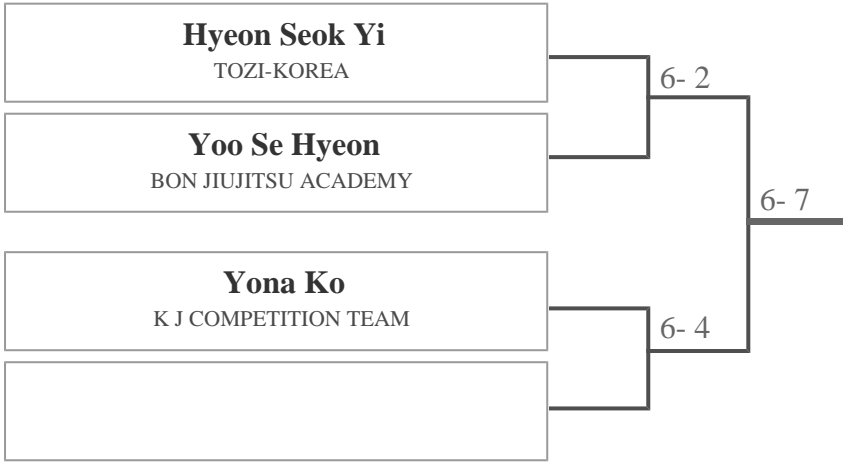 Hyeon Seok Yi
TOZI-KOREA
6- 2
Yoo Se Hyeon
BON JIUJITSU ACADEMY
6- 7
Yona Ko
K J COMPETITION TEAM
6- 4